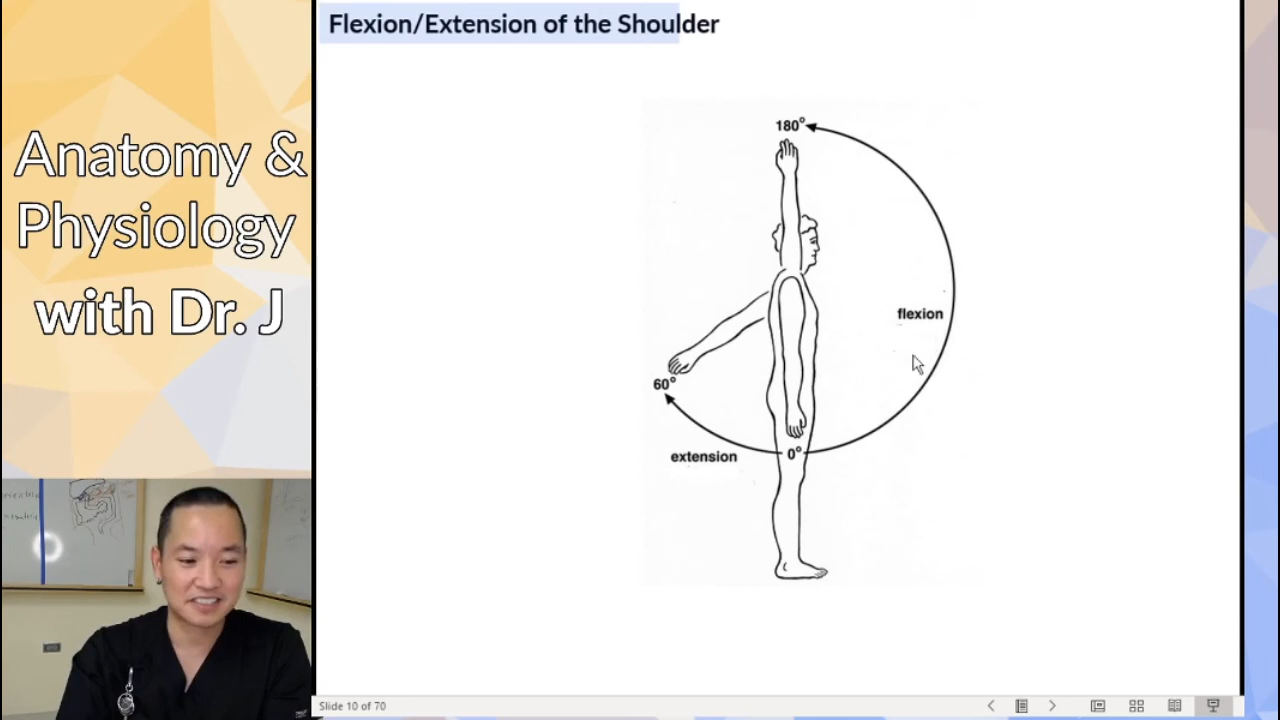 Flexion/Extension of the Shoulder
Anatomy &
Physiology
with Dr. J
180°
flexion
60°
extension
0°
Slide 10 of 70